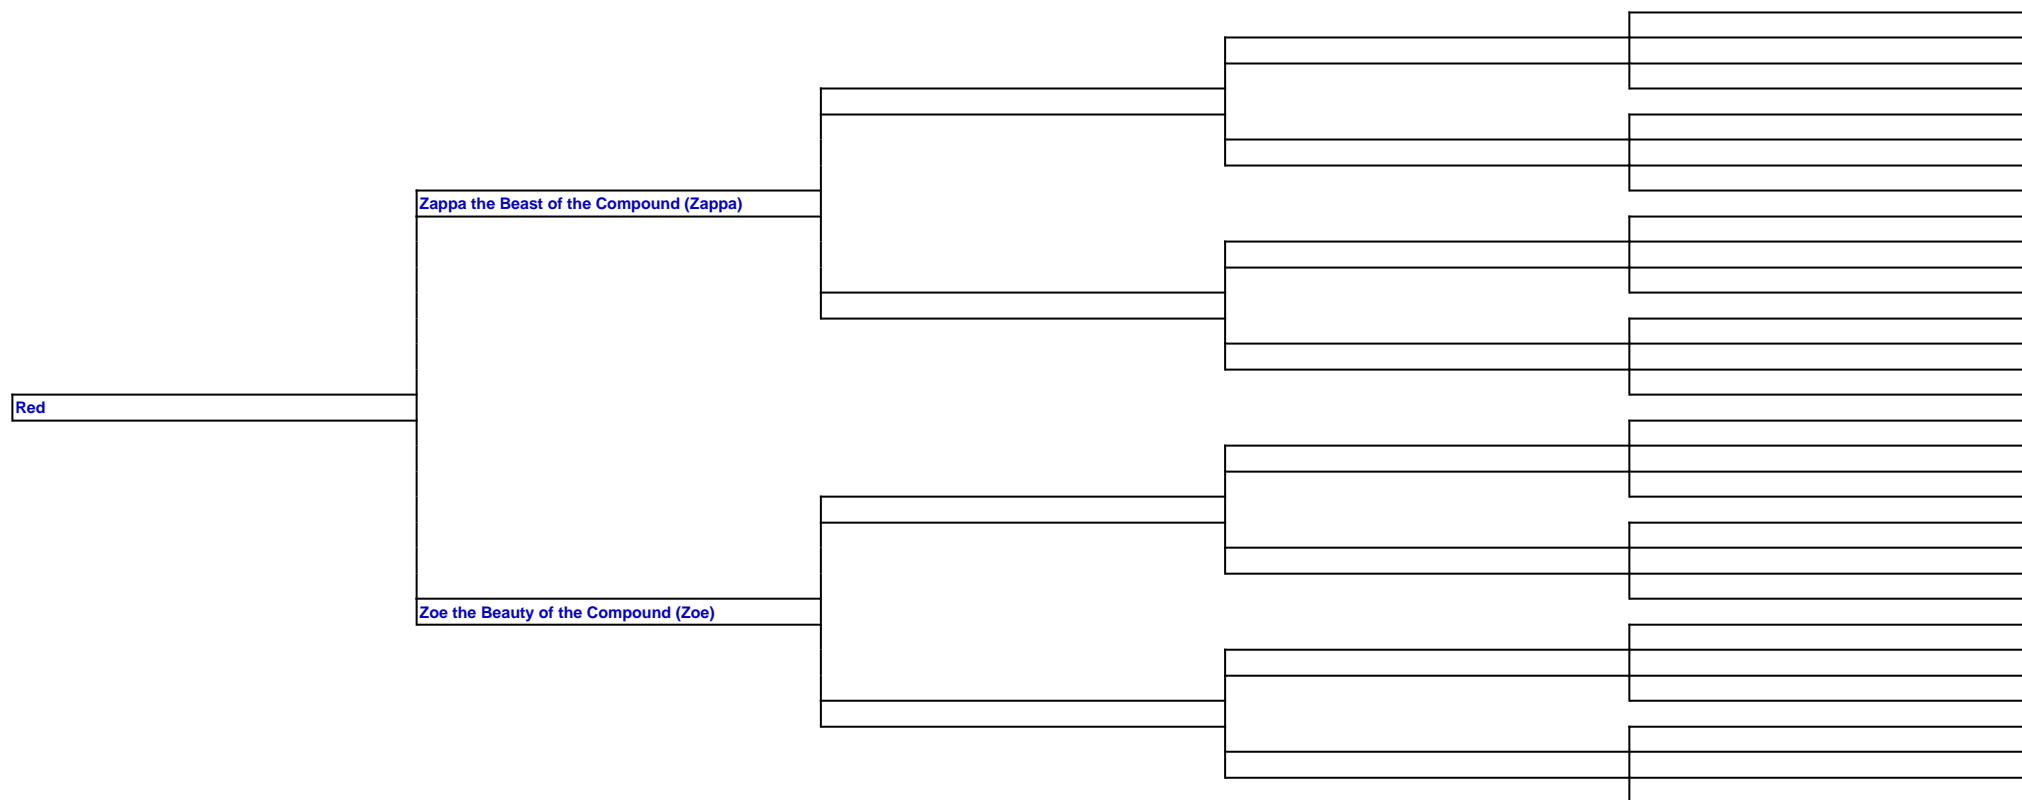 Zappa the Beast of the Compound (Zappa)
Red
Zoe the Beauty of the Compound (Zoe)